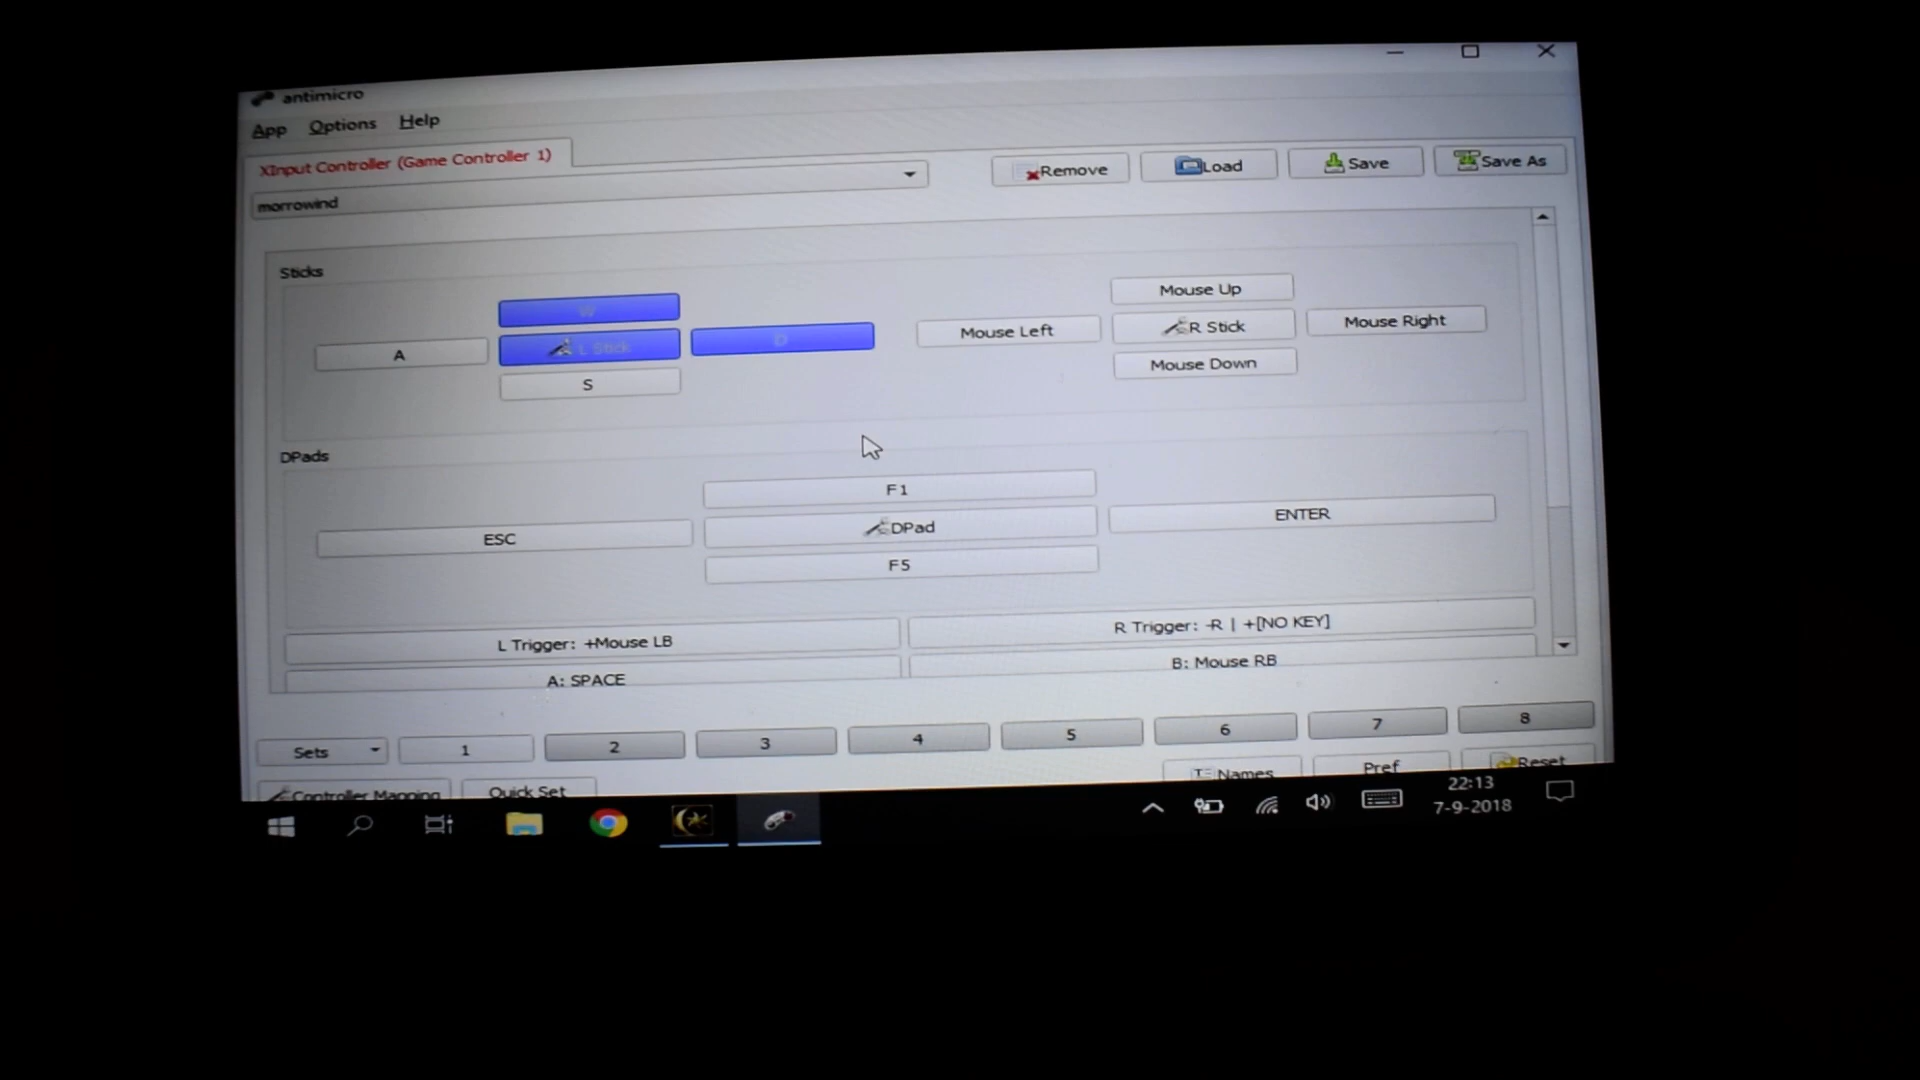 antimicro
App Options Help
XInput Controller (Game Controller 1)
morrowind
Remove Load Save Save As
Sticks
W
A L Stick D
S
Mouse Up
Mouse Left R Stick Mouse Right
Mouse Down
DPads
F1
ESC DPad ENTER
F5
L Trigger: +Mouse LB R Trigger: -R | +[NO KEY]
A: SPACE B: Mouse RB
Sets 1 2 3 4 5 6 7 8
Controller Mapping Quick Set Names Pref Reset
22:13
7-9-2018